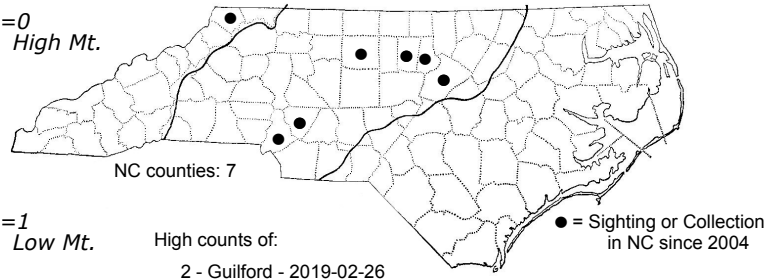 =0
High Mt.
NC counties: 7
=1
Low Mt.
High counts of:
2 - Guilford - 2019-02-26
● = Sighting or Collection
in NC since 2004